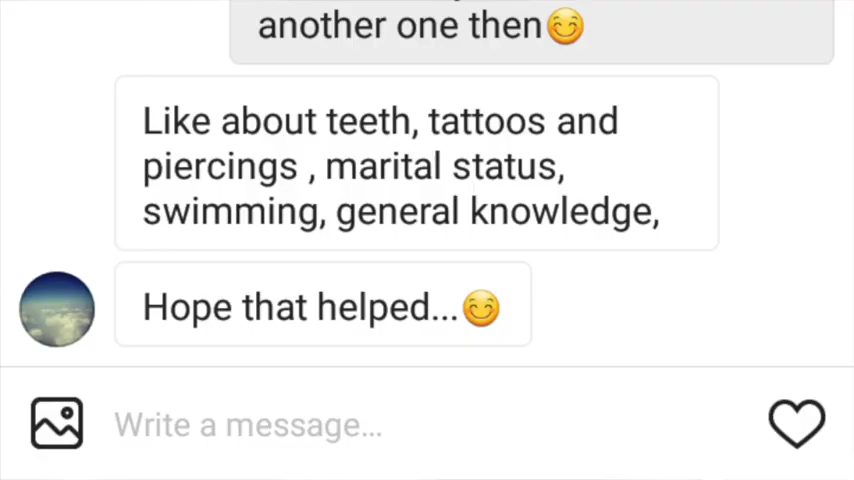 another one then😊
Like about teeth, tattoos and
piercings , marital status,
swimming, general knowledge,
Hope that helped...😊
Write a message...